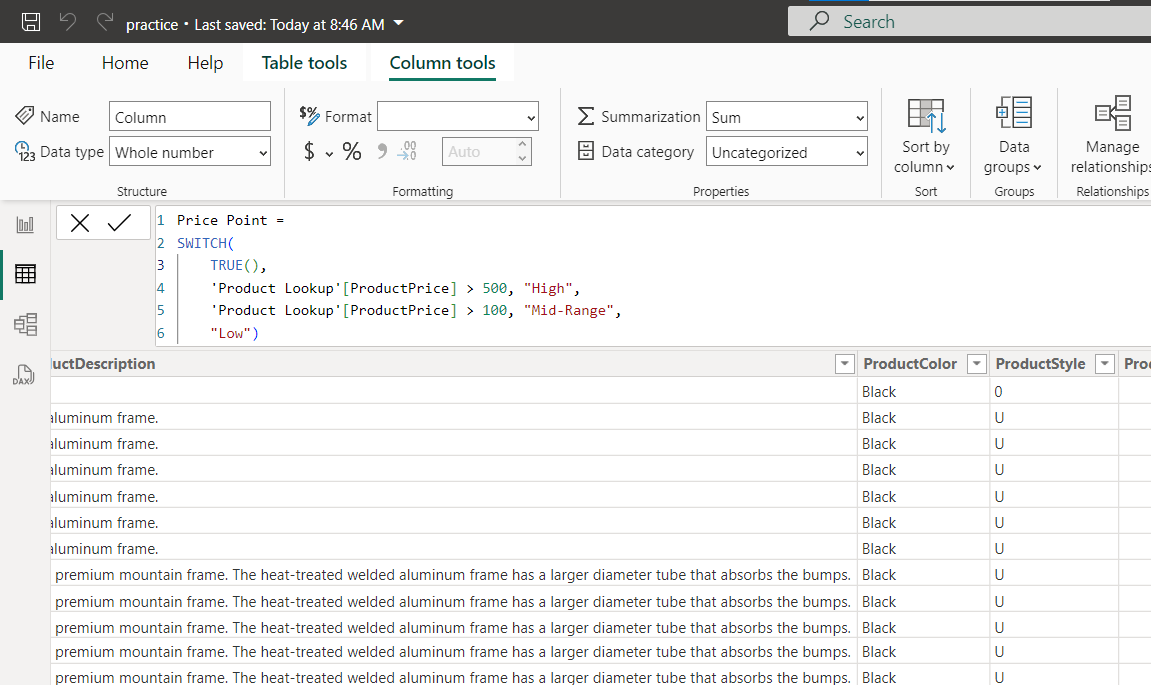 practice • Last saved: Today at 8:46 AM
Search
File Home Help Table tools Column tools
Name Column
$% Format
Summarization Sum
Data type Whole number
$ % 9 .00 Auto
Data category Uncategorized
Sort by column
Data groups
Manage relationships
Structure Formatting Properties Sort Groups Relationships
1 Price Point =
2 SWITCH(
3 TRUE(),
4 'Product Lookup'[ProductPrice] > 500, "High",
5 'Product Lookup'[ProductPrice] > 100, "Mid-Range",
6 "Low")
DAX
uctDescription ProductColor ProductStyle Pro
Black 0
aluminum frame. Black U
aluminum frame. Black U
aluminum frame. Black U
aluminum frame. Black U
aluminum frame. Black U
aluminum frame. Black U
premium mountain frame. The heat-treated welded aluminum frame has a larger diameter tube that absorbs the bumps. Black U
premium mountain frame. The heat-treated welded aluminum frame has a larger diameter tube that absorbs the bumps. Black U
premium mountain frame. The heat-treated welded aluminum frame has a larger diameter tube that absorbs the bumps. Black U
premium mountain frame. The heat-treated welded aluminum frame has a larger diameter tube that absorbs the bumps. Black U
premium mountain frame. The heat-treated welded aluminum frame has a larger diameter tube that absorbs the bumps. Black U